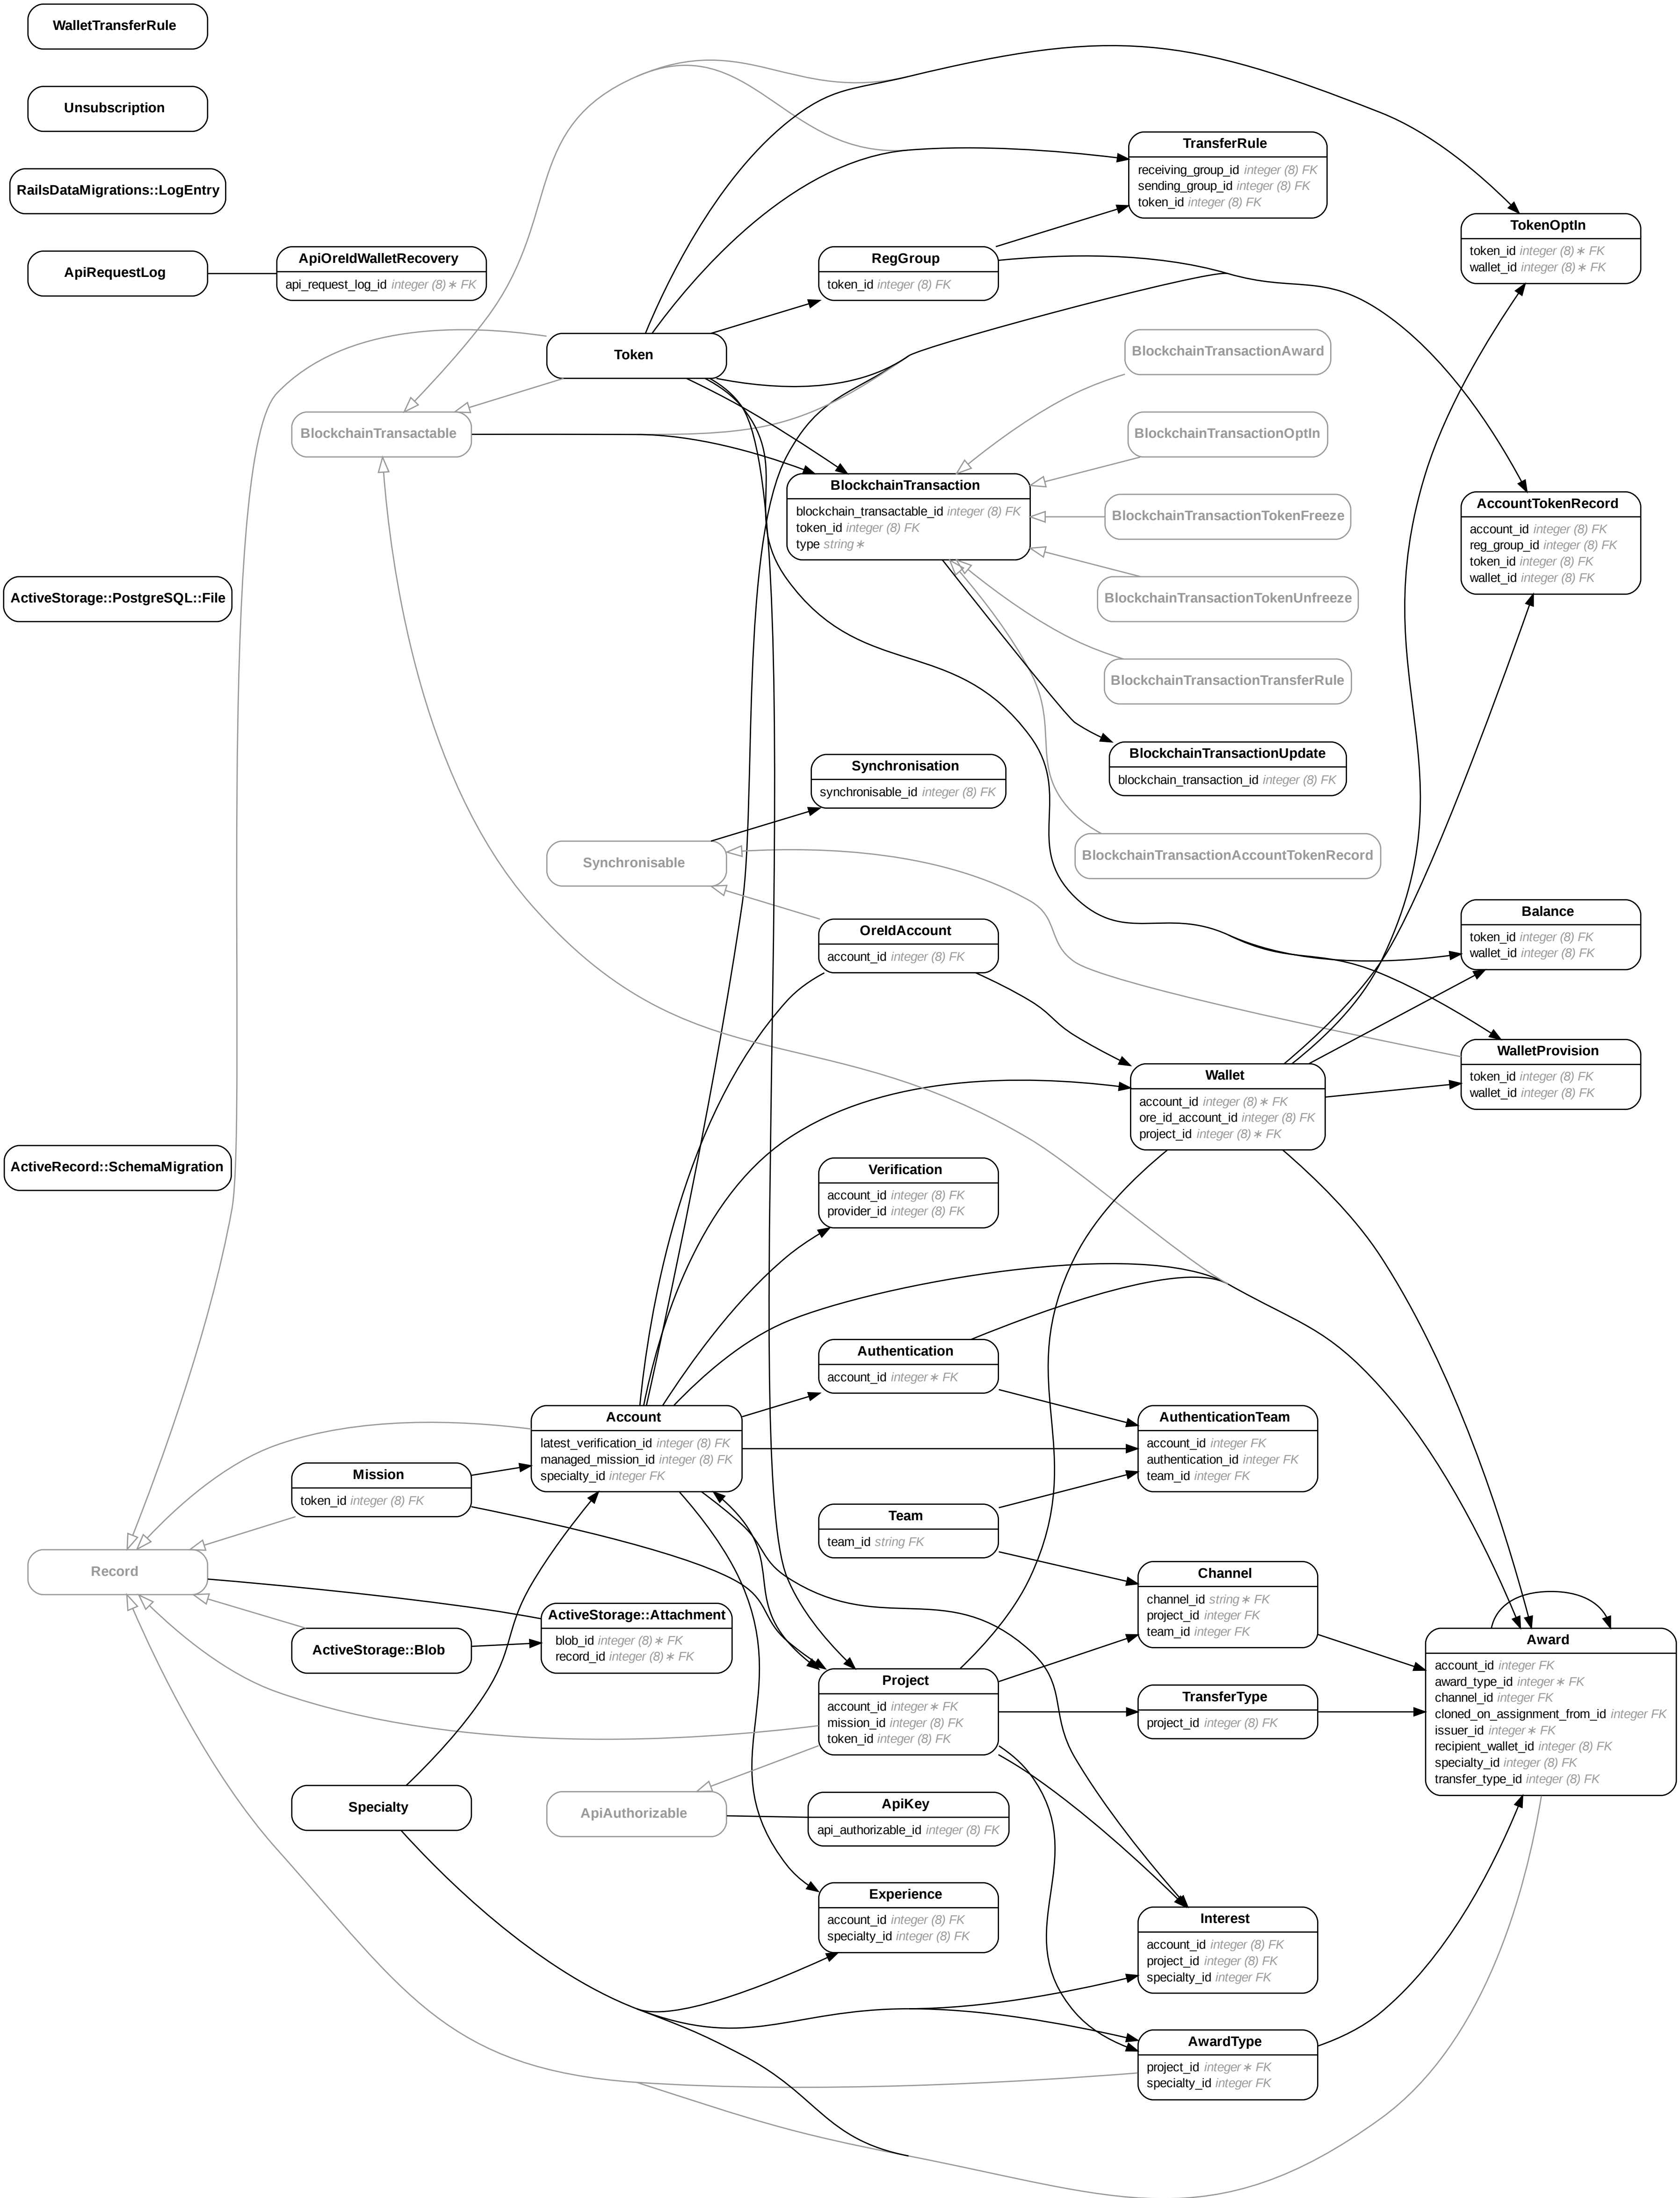 WalletTransferRule
Unsubscription
RailsDataMigrations::LogEntry
ApiRequestLog
ApiOreIdWalletRecovery
api_request_log_id integer (8)∗ FK
Token
BlockchainTransactable
TransferRule
receiving_group_id integer (8) FK
sending_group_id integer (8) FK
token_id integer (8) FK
RegGroup
token_id integer (8) FK
TokenOptIn
token_id integer (8)∗ FK
wallet_id integer (8)∗ FK
BlockchainTransactionAward
BlockchainTransactionOptIn
BlockchainTransaction
blockchain_transactable_id integer (8) FK
token_id integer (8) FK
type string∗
BlockchainTransactionTokenFreeze
BlockchainTransactionTokenUnfreeze
BlockchainTransactionTransferRule
AccountTokenRecord
account_id integer (8) FK
reg_group_id integer (8) FK
token_id integer (8) FK
wallet_id integer (8) FK
ActiveStorage::PostgreSQL::File
BlockchainTransactionUpdate
blockchain_transaction_id integer (8) FK
Synchronisation
synchronisable_id integer (8) FK
Synchronisable
BlockchainTransactionAccountTokenRecord
OreIdAccount
account_id integer (8) FK
Balance
token_id integer (8) FK
wallet_id integer (8) FK
WalletProvision
token_id integer (8) FK
wallet_id integer (8) FK
Wallet
account_id integer (8)∗ FK
ore_id_account_id integer (8) FK
project_id integer (8)∗ FK
ActiveRecord::SchemaMigration
Verification
account_id integer (8) FK
provider_id integer (8) FK
Authentication
account_id integer∗ FK
Account
latest_verification_id integer (8) FK
managed_mission_id integer (8) FK
specialty_id integer FK
AuthenticationTeam
account_id integer FK
authentication_id integer FK
team_id integer FK
Mission
token_id integer (8) FK
Team
team_id string FK
Record
Channel
channel_id string∗ FK
project_id integer FK
team_id integer FK
ActiveStorage::Attachment
blob_id integer (8)∗ FK
record_id integer (8)∗ FK
ActiveStorage::Blob
Award
account_id integer FK
award_type_id integer∗ FK
channel_id integer FK
cloned_on_assignment_from_id integer FK
issuer_id integer∗ FK
recipient_wallet_id integer (8) FK
specialty_id integer (8) FK
transfer_type_id integer (8) FK
Project
account_id integer∗ FK
mission_id integer (8) FK
token_id integer (8) FK
TransferType
project_id integer (8) FK
Specialty
ApiAuthorizable
ApiKey
api_authorizable_id integer (8) FK
Experience
account_id integer (8) FK
specialty_id integer (8) FK
Interest
account_id integer (8) FK
project_id integer (8) FK
specialty_id integer FK
AwardType
project_id integer∗ FK
specialty_id integer FK